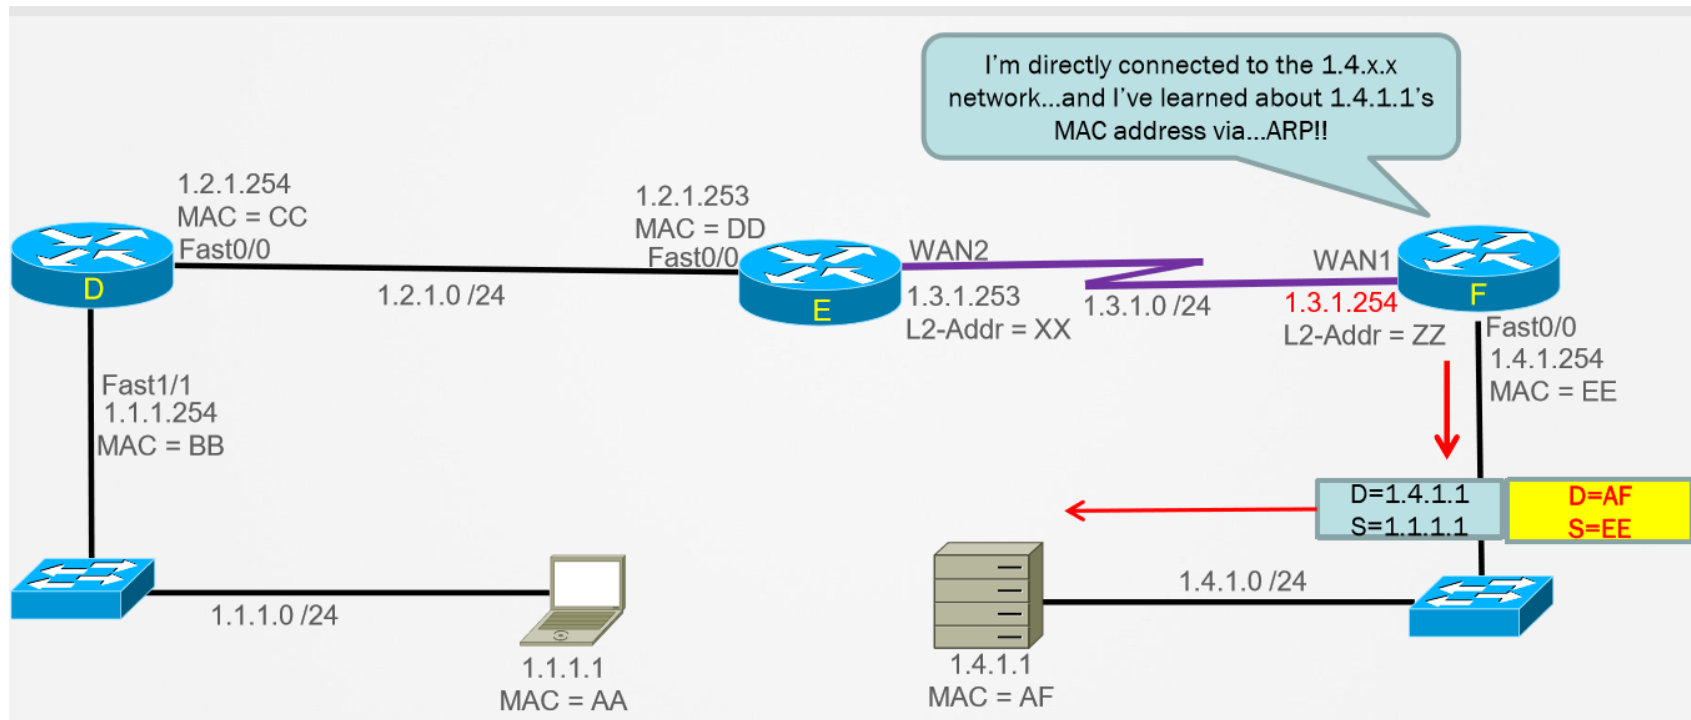 I'm directly connected to the 1.4.x.x
network...and I've learned about 1.4.1.1's
MAC address via...ARP!!
1.2.1.254
MAC = CC
Fast0/0
D
1.2.1.0 /24
1.2.1.253
MAC = DD
Fast0/0
E
WAN2
1.3.1.253
L2-Addr = XX
1.3.1.0 /24
WAN1
1.3.1.254
L2-Addr = ZZ
F
Fast0/0
1.4.1.254
MAC = EE
Fast1/1
1.1.1.254
MAC = BB
D=1.4.1.1
S=1.1.1.1
D=AF
S=EE
1.1.1.0 /24
1.1.1.1
MAC = AA
1.4.1.0 /24
1.4.1.1
MAC = AF